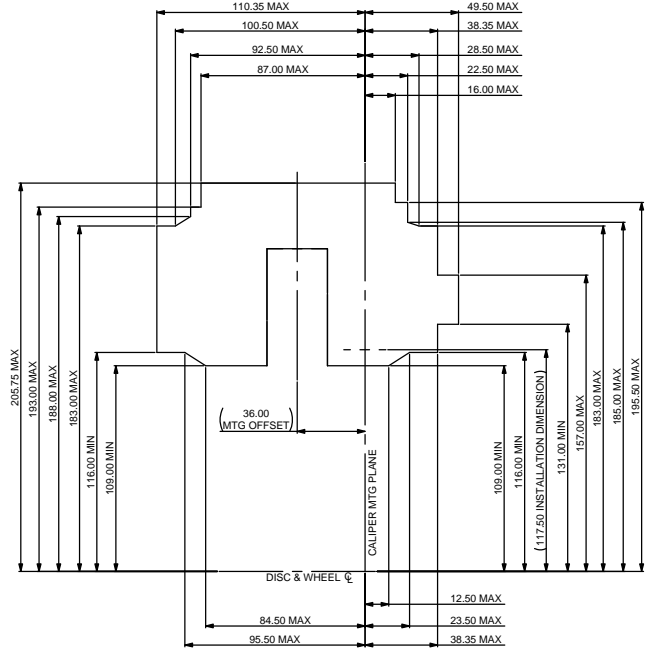 110.35 MAX
49.50 MAX
100.50 MAX
38.35 MAX
92.50 MAX
28.50 MAX
87.00 MAX
22.50 MAX
16.00 MAX
205.75 MAX
193.00 MAX
188.00 MAX
183.00 MAX
116.00 MIN
109.00 MIN
(36.00
MTG OFFSET)
CALIPER MTG PLANE
109.00 MIN
116.00 MIN
(117.50 INSTALLATION DIMENSION)
131.00 MIN
157.00 MAX
183.00 MAX
185.00 MAX
195.50 MAX
DISC & WHEEL ℄
12.50 MAX
84.50 MAX
23.50 MAX
95.50 MAX
38.35 MAX